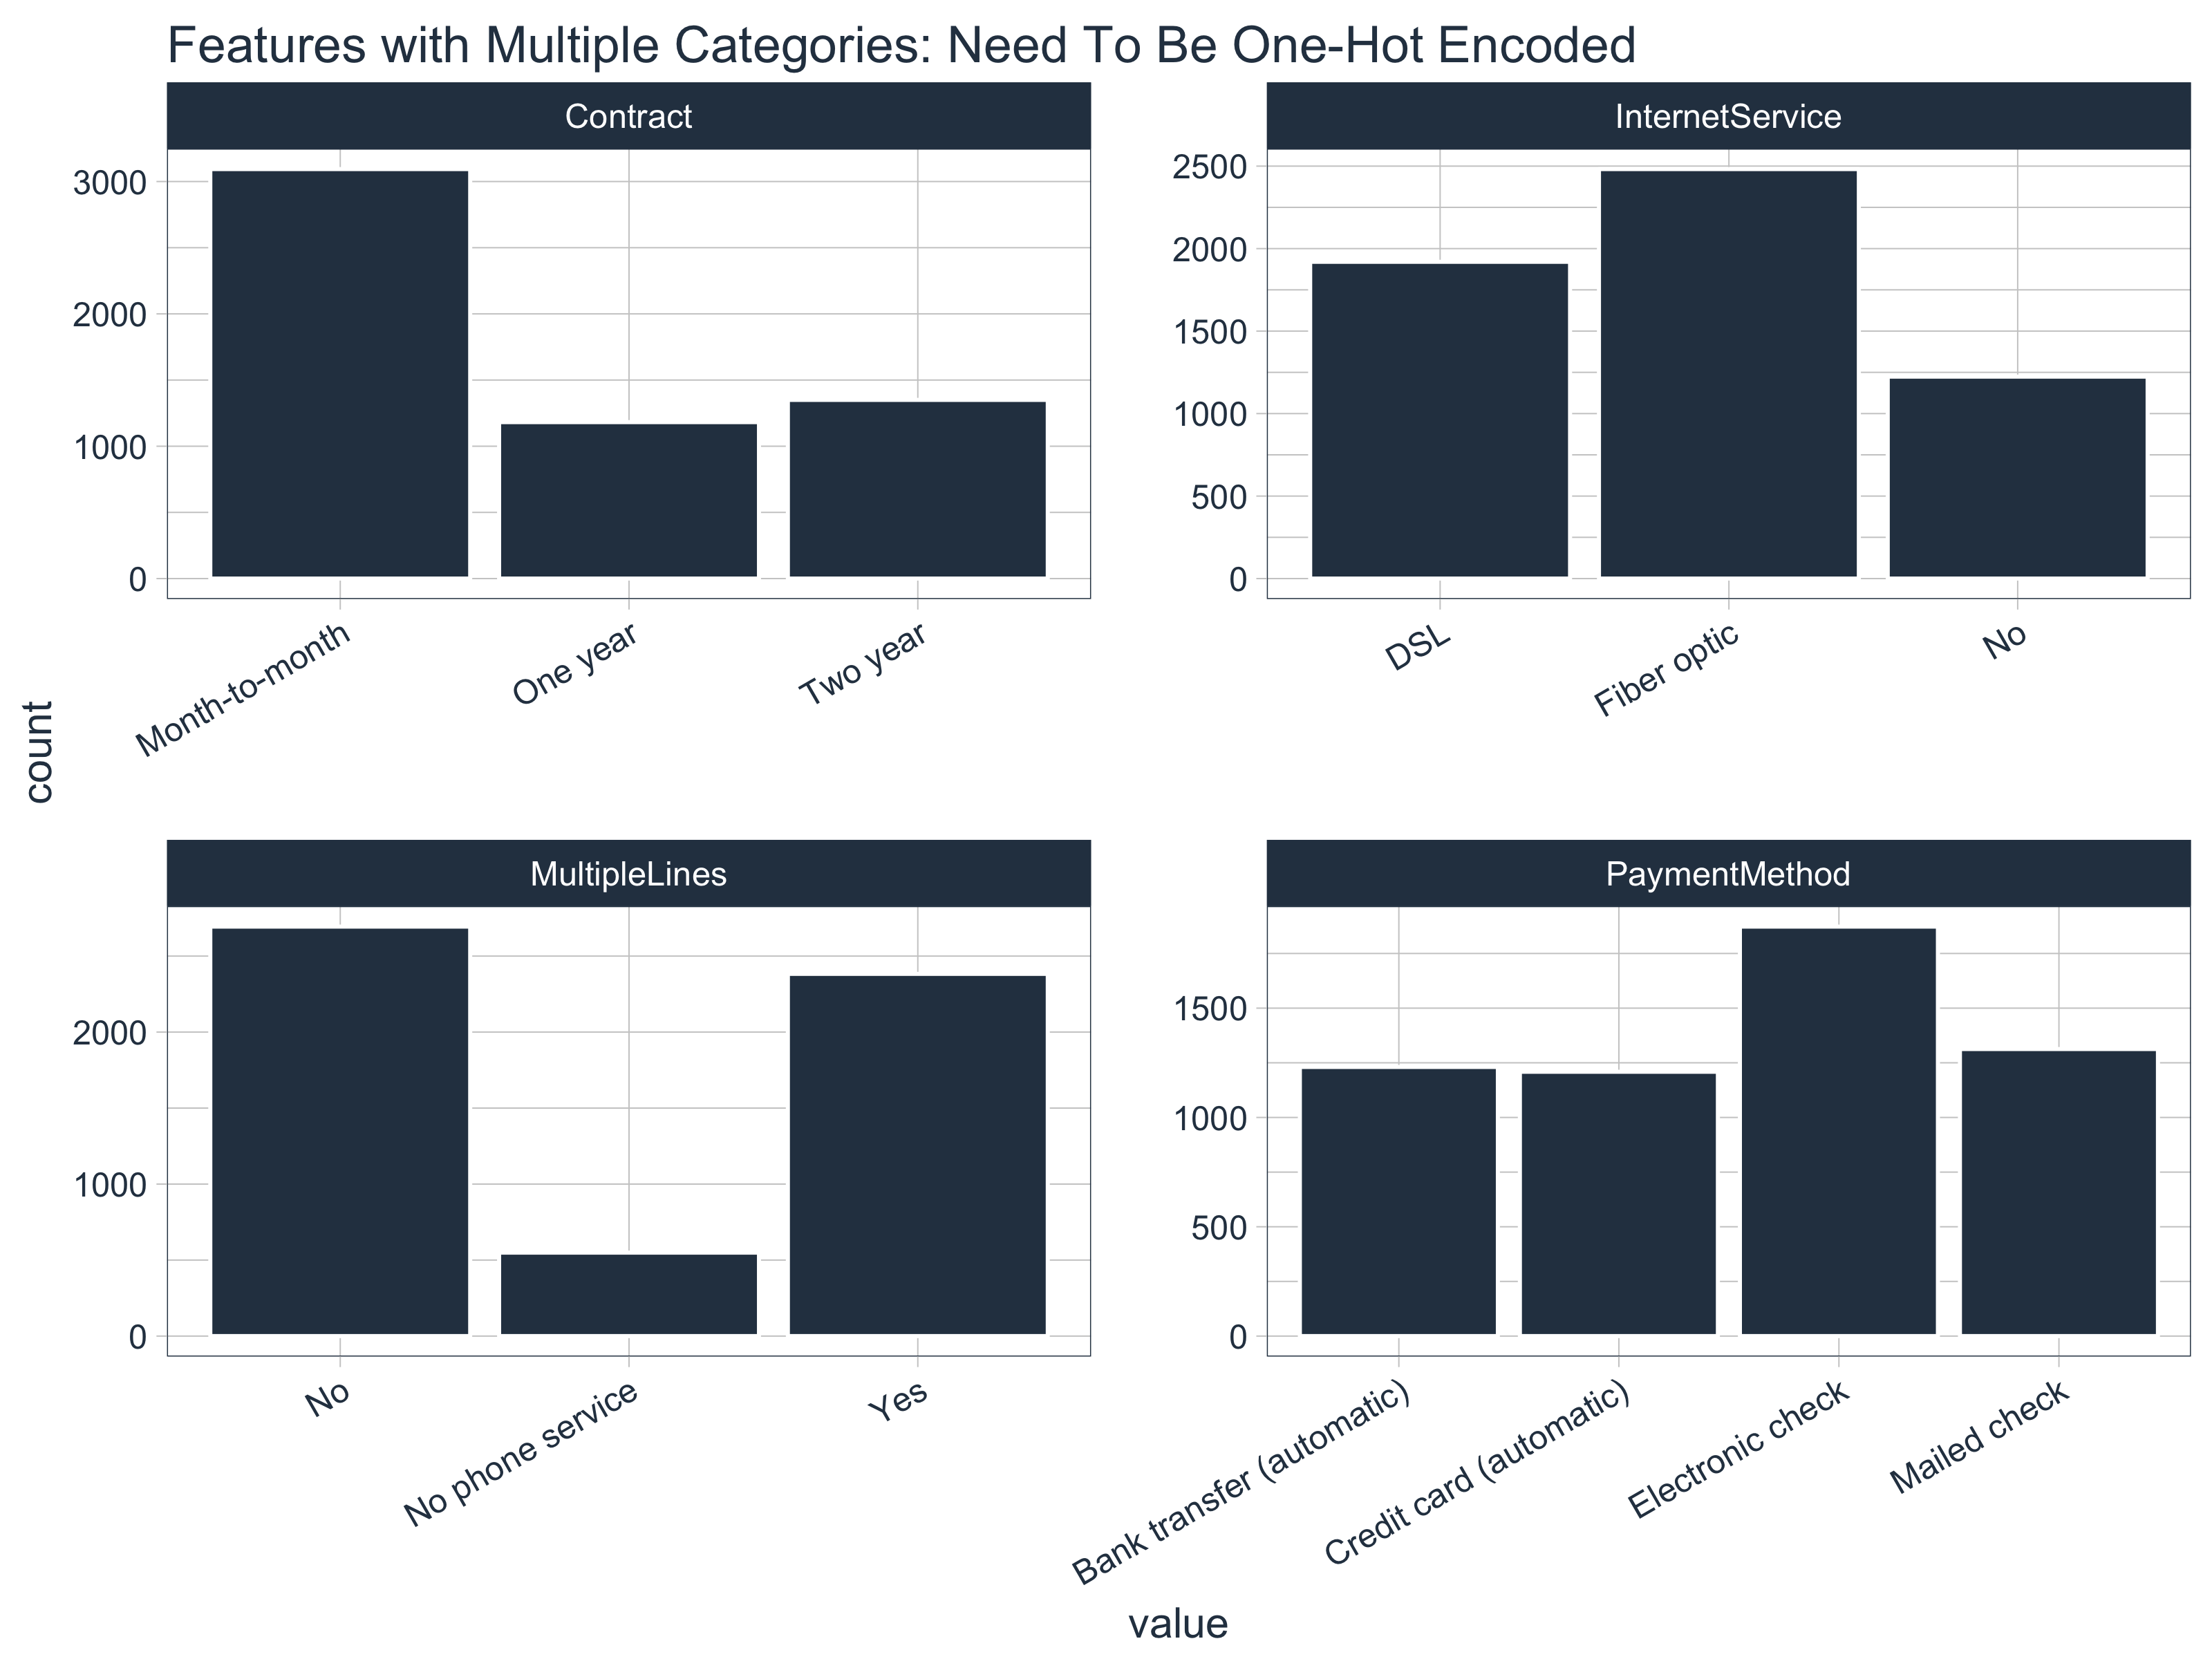 Features with Multiple Categories: Need To Be One-Hot Encoded
Contract
3000
2000
1000
0
Month-to-month
One year
Two year
InternetService
2500
2000
1500
1000
500
0
DSL
Fiber optic
No
count
MultipleLines
2000
1000
0
No
No phone service
Yes
PaymentMethod
1500
1000
500
0
Bank transfer (automatic)
Credit card (automatic)
Electronic check
Mailed check
value